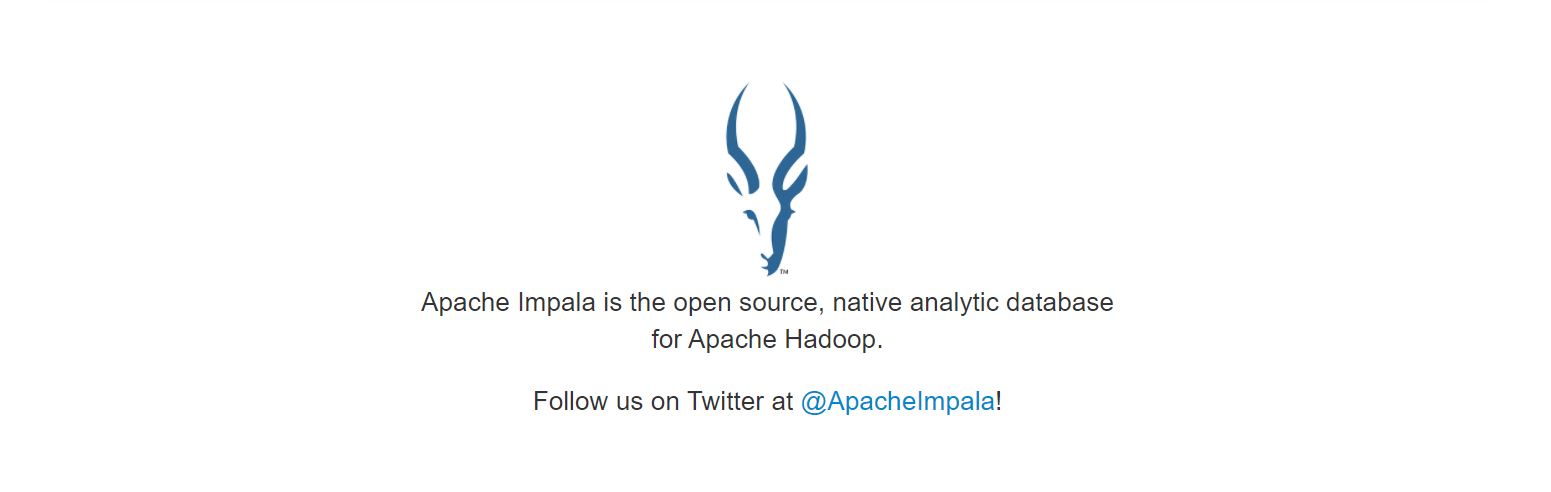 TM
Apache Impala is the open source, native analytic database
for Apache Hadoop.
Follow us on Twitter at @ApacheImpala!